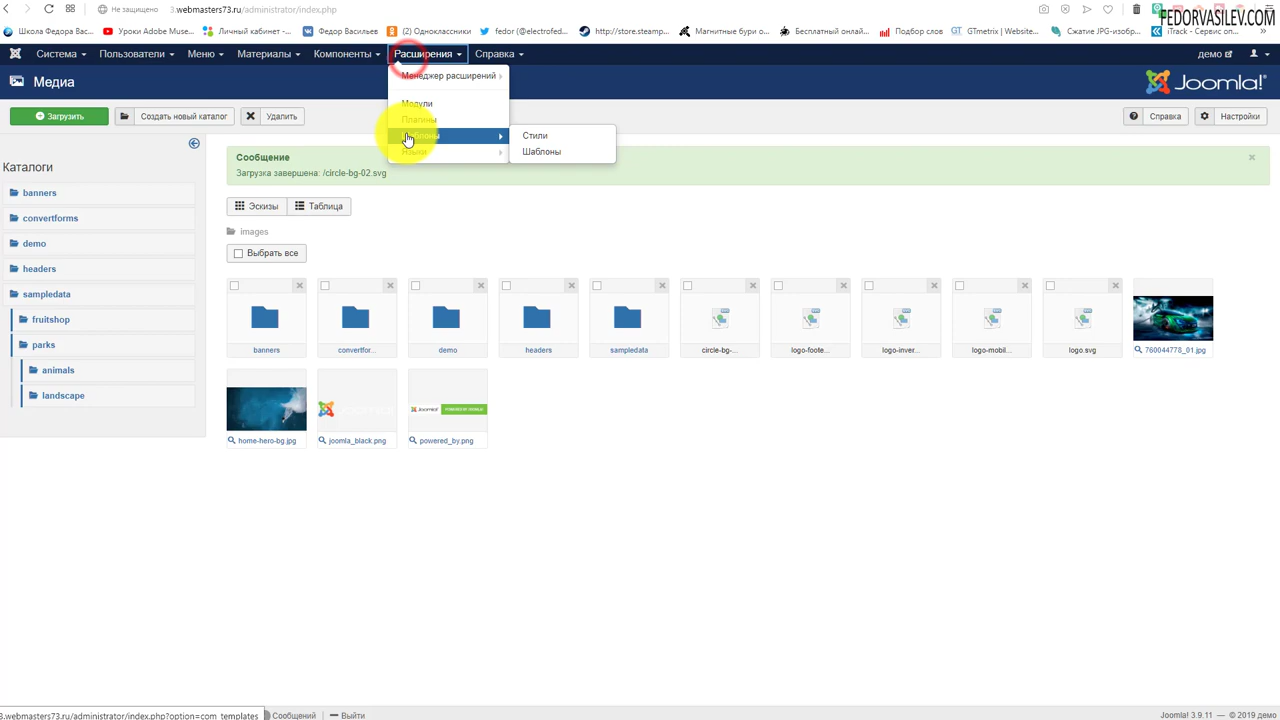 Не защищено
3.webmasters73.ru/administrator/index.php
FEDORVASILEV.COM
Школа Федора Вас...
Уроки Adobe Muse...
Личный кабинет -...
Федор Васильев
(2) Одноклассники
fedor (@electrofed...
http://store.steamp...
Магнитные бури о...
Бесплатный онлай...
Подбор слов
GTmetrix | Website...
Сжатие JPG-изобр...
iTrack - Сервис оп...
Система
Пользователи
Меню
Материалы
Компоненты
Расширения
Справка
демо
Медиа
Joomla!
Менеджер расширений
Модули
Плагины
Шаблоны
Языки
Стили
Шаблоны
Загрузить
Создать новый каталог
Удалить
Справка
Настройки
Каталоги
banners
convertforms
demo
headers
sampledata
fruitshop
parks
animals
landscape
Сообщение
Загрузка завершена: /circle-bg-02.svg
Эскизы
Таблица
images
Выбрать все
banners
convertfor...
demo
headers
sampledata
circle-bg-...
logo-foote...
logo-inver...
logo-mobil...
logo.svg
760044778_01.jpg
home-hero-bg.jpg
joomla_black.png
powered_by.png
3.webmasters73.ru/administrator/index.php?option=com_templates
Сообщений
Выйти
Joomla! 3.9.11 — © 2019 демо